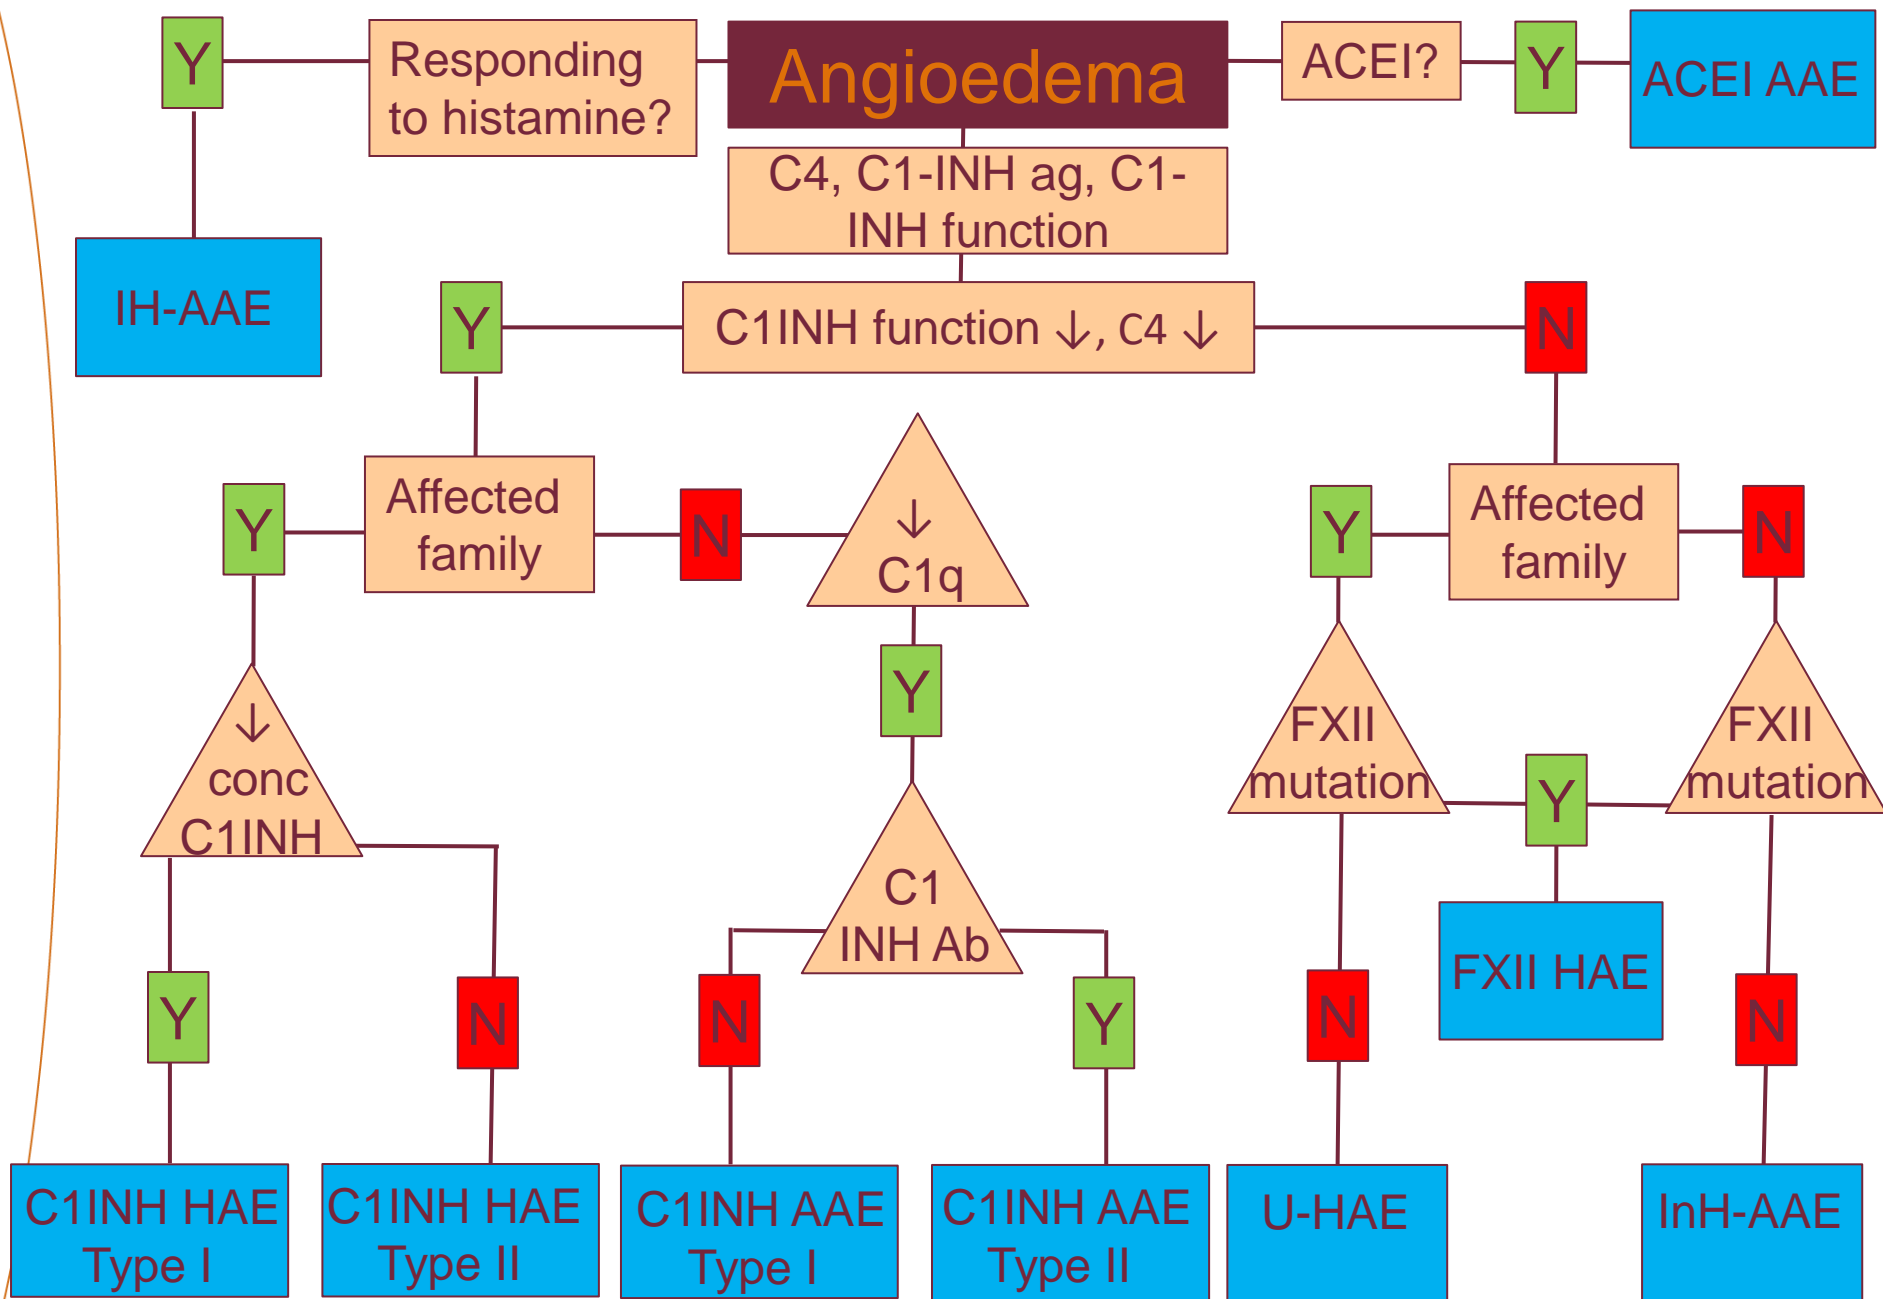 Y
Responding
to histamine?
Angioedema
ACEI?
Y
ACEI AAE
C4, C1-INH ag, C1-
INH function
IH-AAE
Y
C1INH function ↓, C4 ↓
N
Affected
family
Y
N
↓
C1q
Y
Affected
family
N
Y
↓
conc
C1INH
FXII
mutation
Y
FXII
mutation
C1
INH Ab
FXII HAE
Y
N
N
Y
N
N
C1INH HAE
Type I
C1INH HAE
Type II
C1INH AAE
Type I
C1INH AAE
Type II
U-HAE
InH-AAE